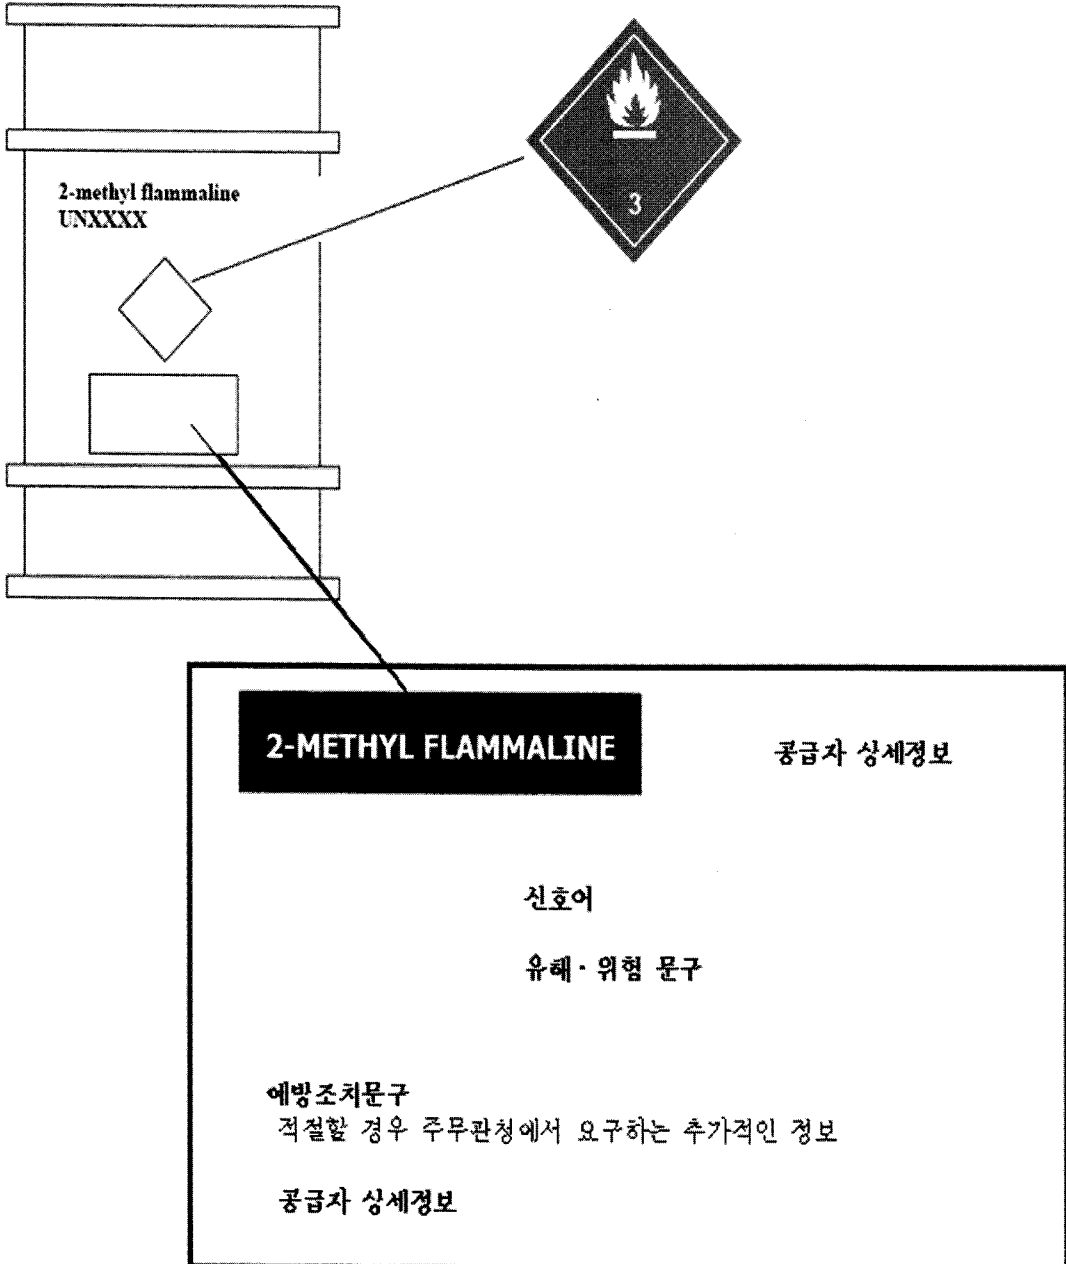 2-methyl flammaline
UNXXXX
3
2-METHYL FLAMMALINE
공급자 상세정보
신호어
유해·위험 문구
예방조치문구
적절할 경우 주무관청에서 요구하는 추가적인 정보
공급자 상세정보